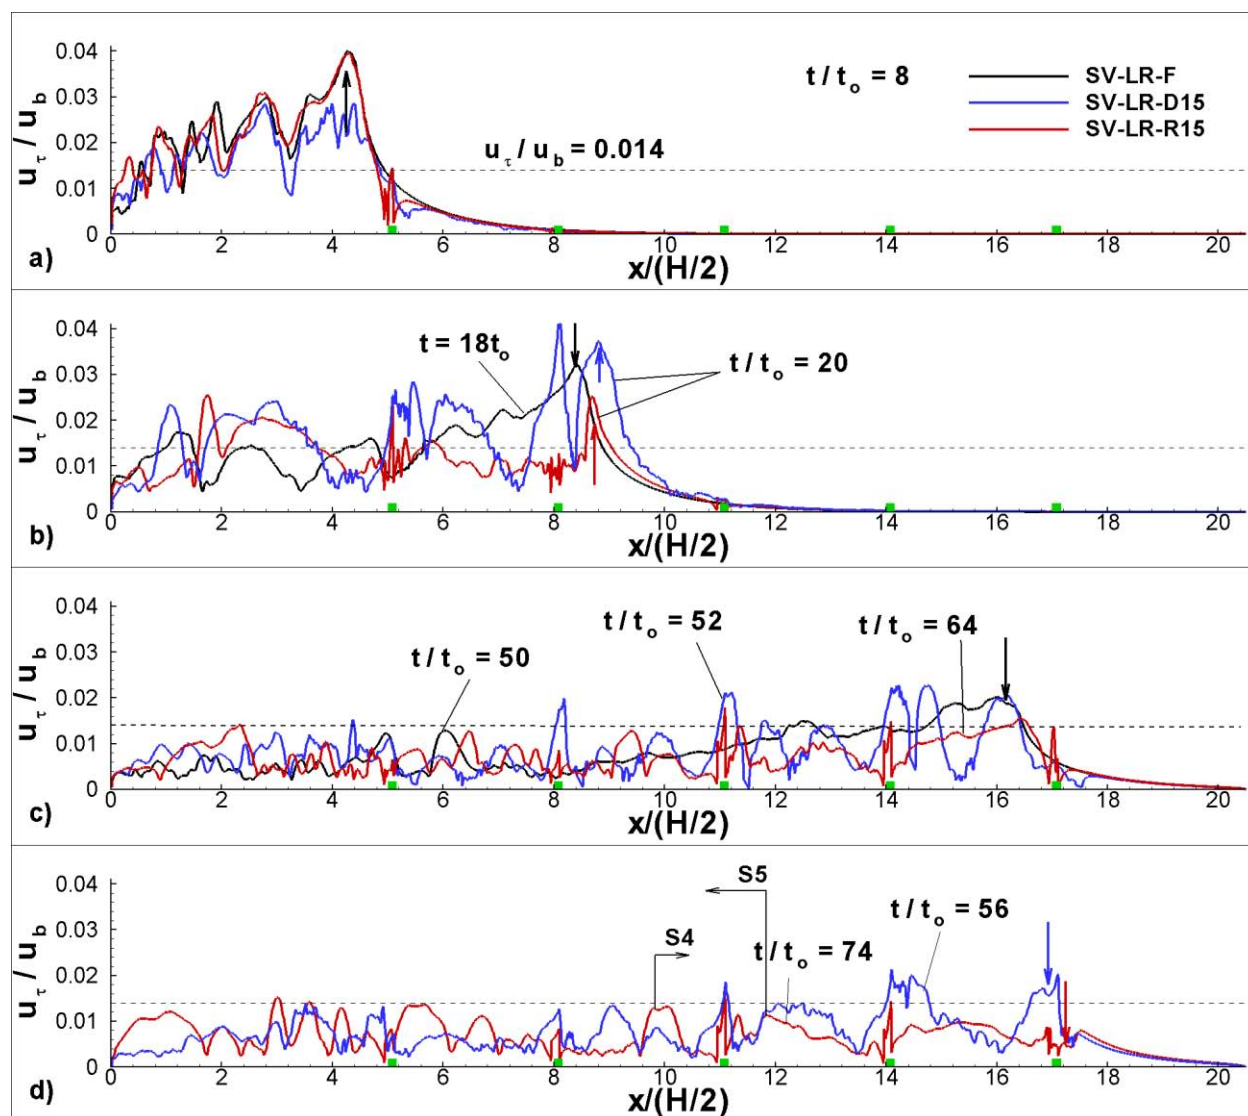 0.04
0.03
0.02
0.01
0
u_τ / u_b
t / t_o = 8
SV-LR-F
SV-LR-D15
SV-LR-R15
u_τ / u_b = 0.014
0 2 4 6 8 10 12 14 16 18 20
a)
x/(H/2)
0.04
0.03
0.02
0.01
0
u_τ / u_b
t = 18t_o
t / t_o = 20
0 2 4 6 8 10 12 14 16 18 20
b)
x/(H/2)
0.04
0.03
0.02
0.01
0
u_τ / u_b
t / t_o = 50
t / t_o = 52
t / t_o = 64
0 2 4 6 8 10 12 14 16 18 20
c)
x/(H/2)
0.04
0.03
0.02
0.01
0
u_τ / u_b
S4
S5
t / t_o = 74
t / t_o = 56
0 2 4 6 8 10 12 14 16 18 20
d)
x/(H/2)